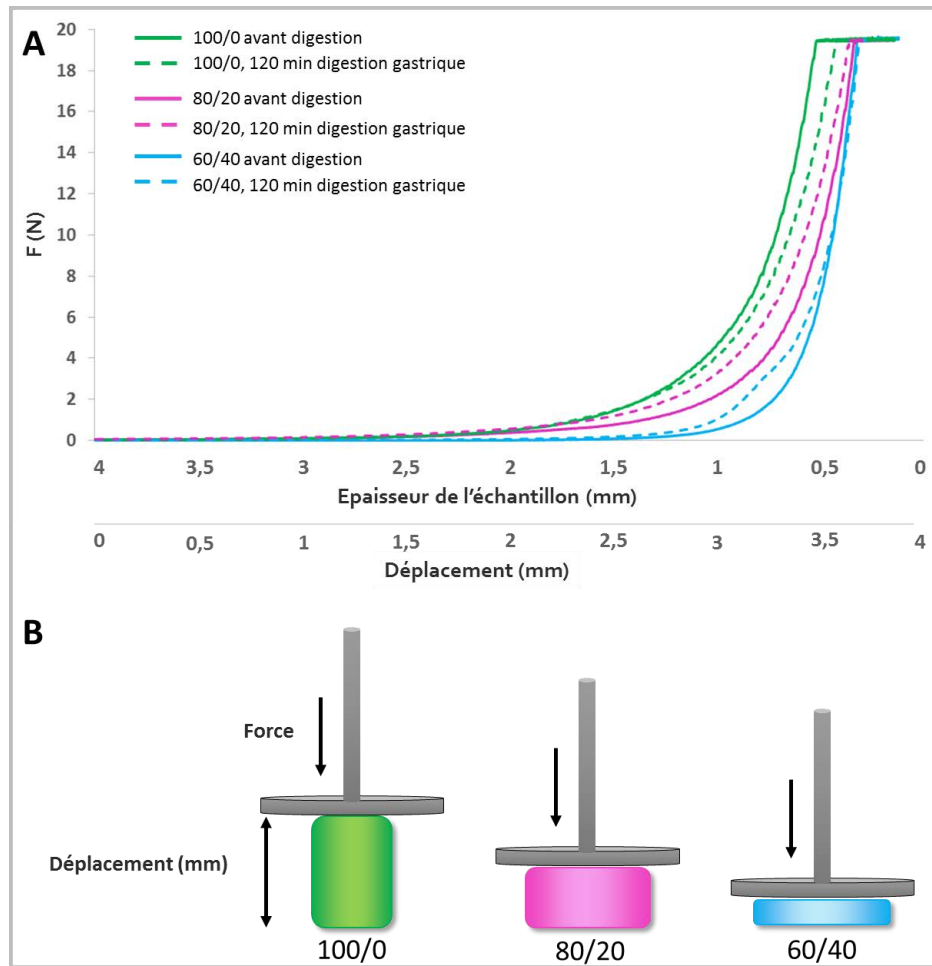 A
20
18
16
14
12
10
8
6
4
2
0
F (N)
100/0 avant digestion
100/0, 120 min digestion gastrique
80/20 avant digestion
80/20, 120 min digestion gastrique
60/40 avant digestion
60/40, 120 min digestion gastrique
4 3,5 3 2,5 2 1,5 1 0,5 0
Epaisseur de l'échantillon (mm)
0 0,5 1 1,5 2 2,5 3 3,5 4
Déplacement (mm)
B
Force
Déplacement (mm)
100/0 80/20 60/40